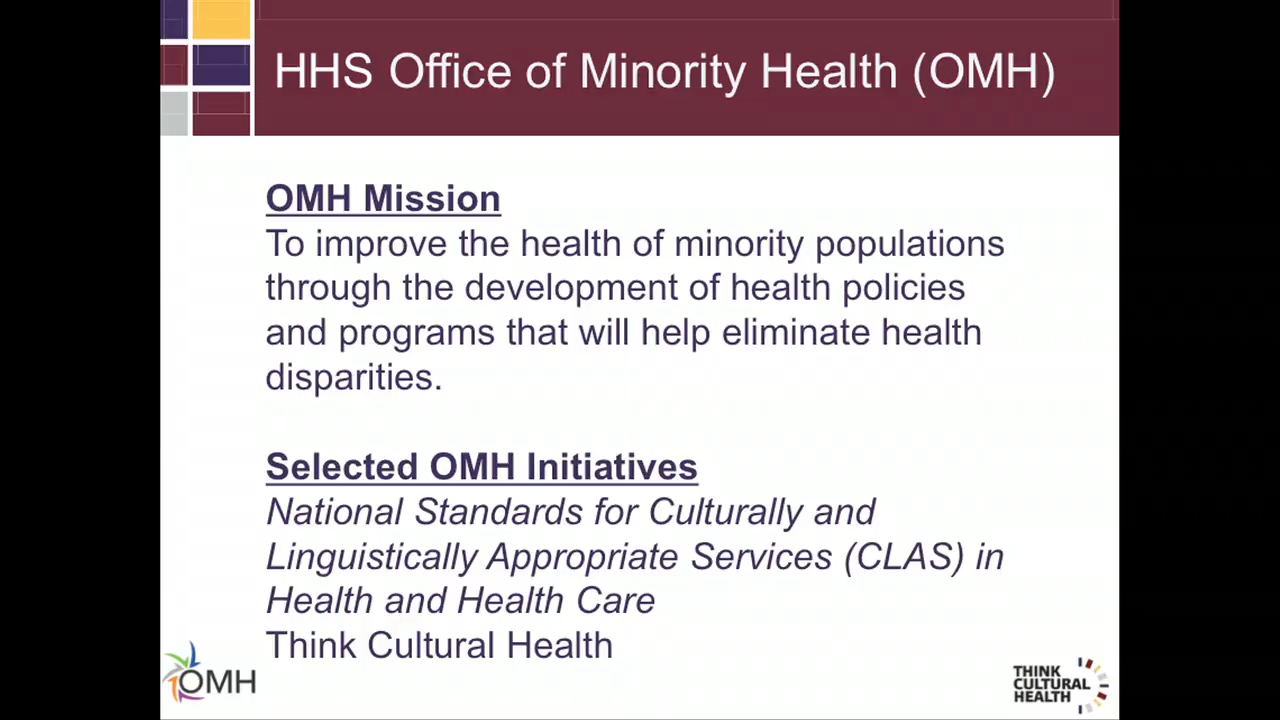 HHS Office of Minority Health (OMH)
OMH Mission
To improve the health of minority populations
through the development of health policies
and programs that will help eliminate health
disparities.
Selected OMH Initiatives
National Standards for Culturally and
Linguistically Appropriate Services (CLAS) in
Health and Health Care
Think Cultural Health
OMH
THINK
CULTURAL
HEALTH